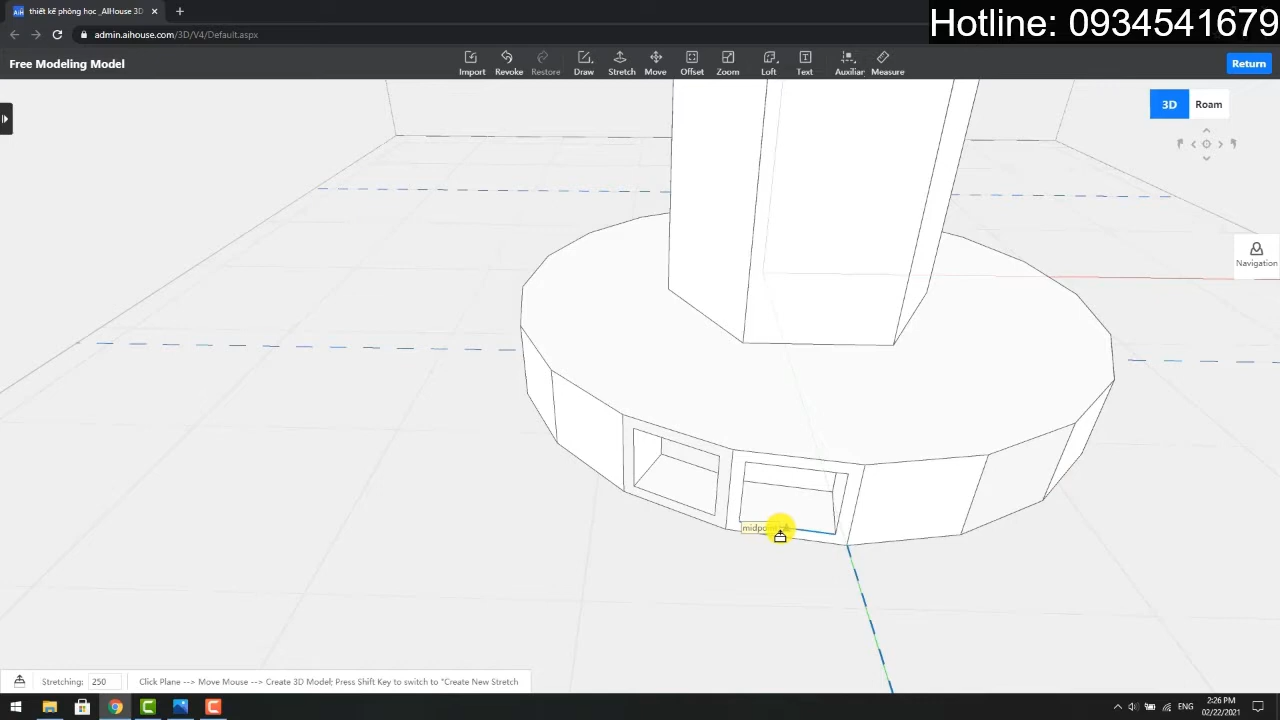 thiết kế phòng học _AIHouse 3D
Hotline: 0934541679
admin.aihouse.com/3D/V4/Default.aspx
Free Modeling Model
Import
Revoke
Restore
Draw
Stretch
Move
Offset
Zoom
Loft
Text
Auxiliar
Measure
Return
3D
Roam
Navigation
Stretching:
250
Click Plane --> Move Mouse --> Create 3D Model; Press Shift Key to switch to "Create New Stretch
ENG
2:26 PM
02/22/2021